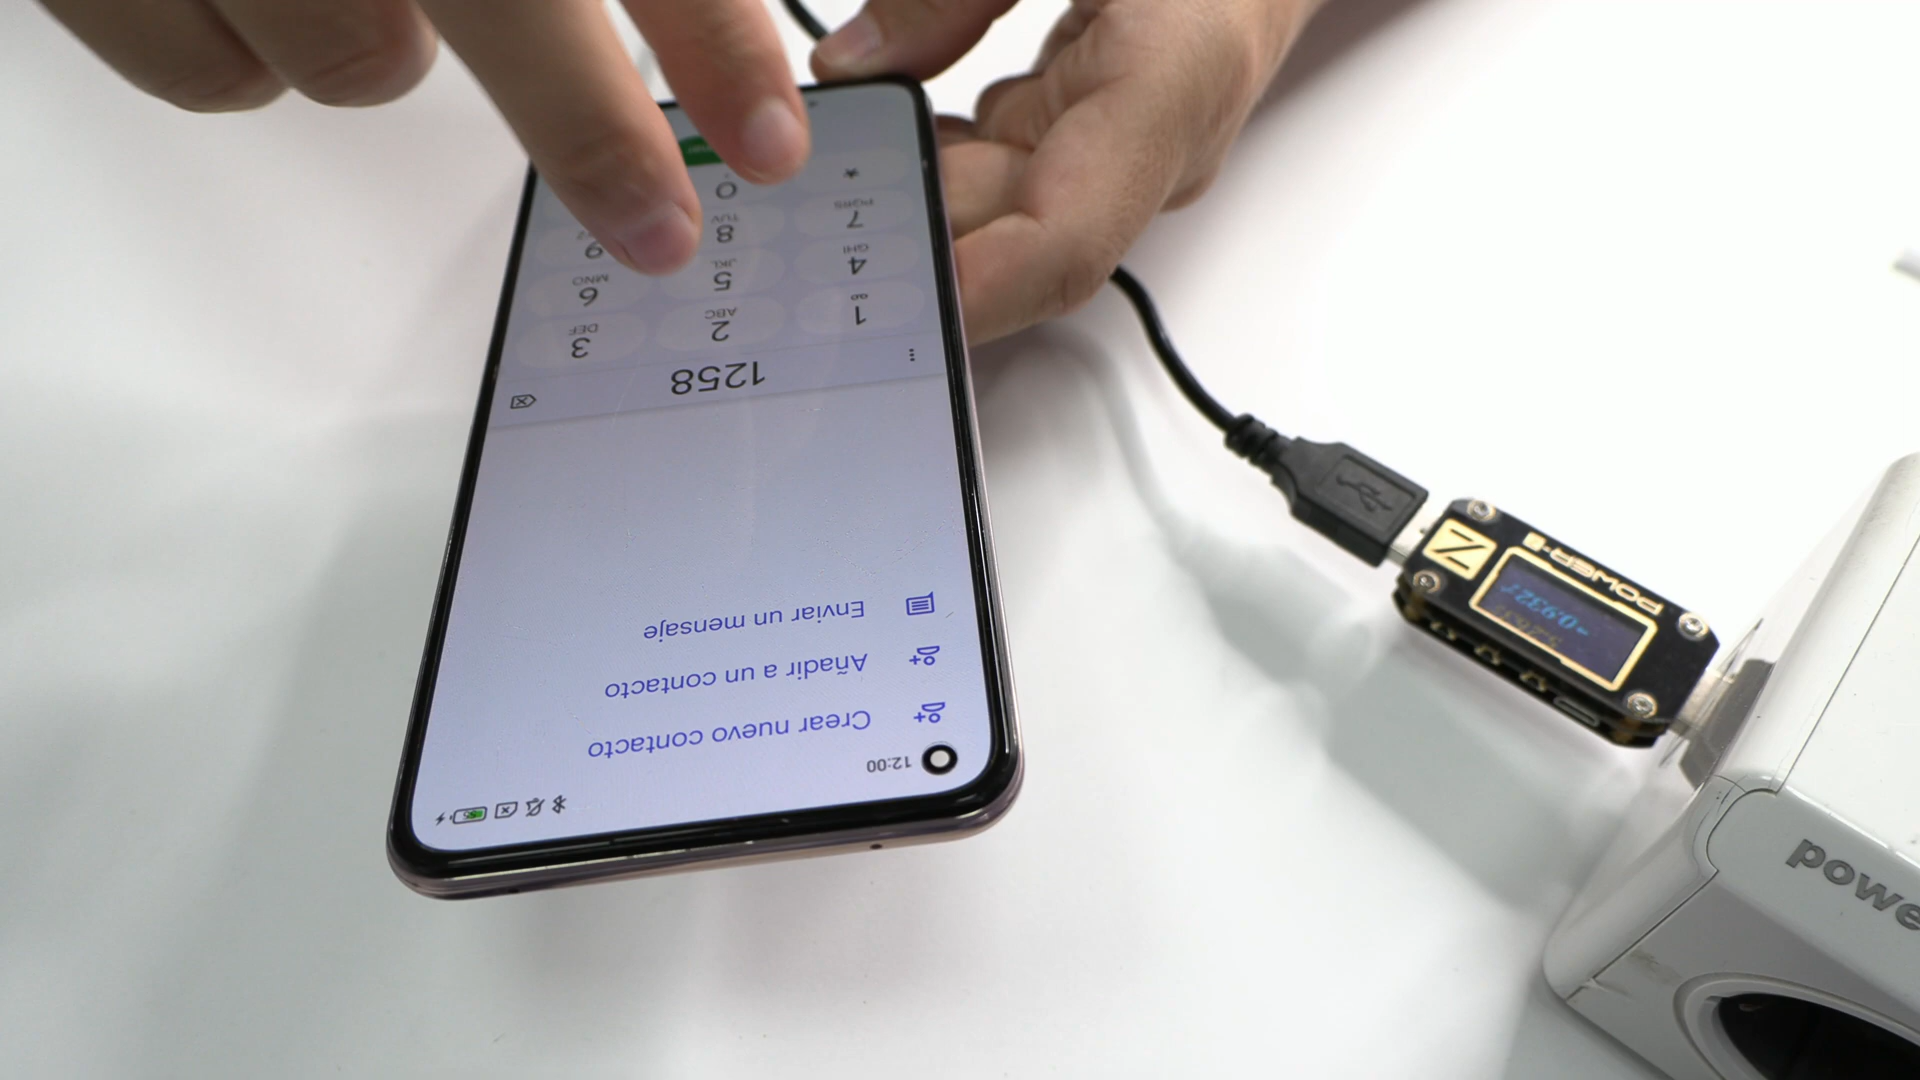 12:00
Crear nuevo contacto
Añadir a un contacto
Enviar un mensaje
1258
1
2 ABC
3 DEF
4 GHI
5 JKL
6 MNO
7 PQRS
8 TUV
9
*
0
POWER-Z
Z
powe